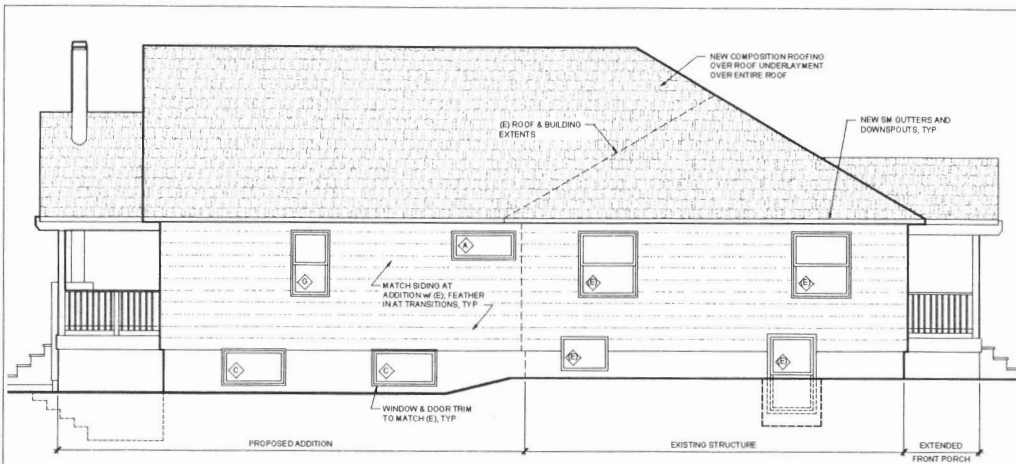 NEW COMPOSITION ROOFING
OVER ROOF UNDERLAYMENT
OVER ENTIRE ROOF
(E) ROOF & BUILDING
EXTENTS
NEW SM GUTTERS AND
DOWNSPOUTS, TYP
A
G
(E)
(E)
MATCH SIDING AT
ADDITION w/ (E); FEATHER
IN AT TRANSITIONS, TYP
C
C
(E)
(E)
WINDOW & DOOR TRIM
TO MATCH (E), TYP
PROPOSED ADDITION
EXISTING STRUCTURE
EXTENDED
FRONT PORCH